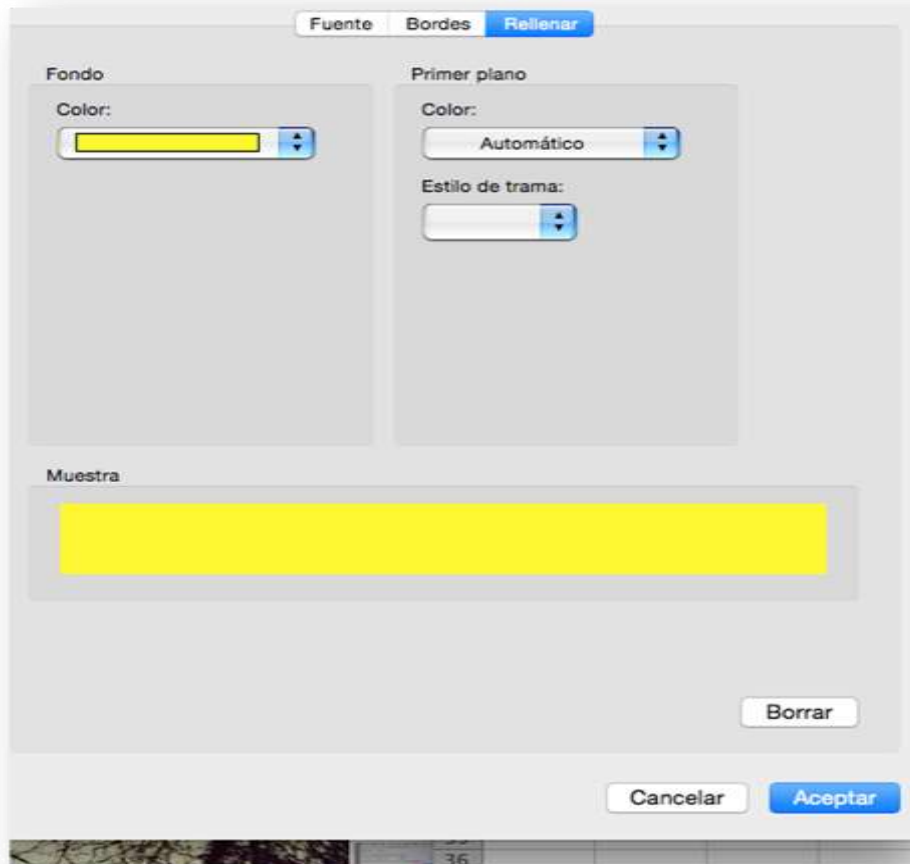 Fuente Bordes Rellenar
Fondo
Color:
Primer plano
Color:
Automático
Estilo de trama:
Muestra
Borrar
Cancelar Aceptar
36